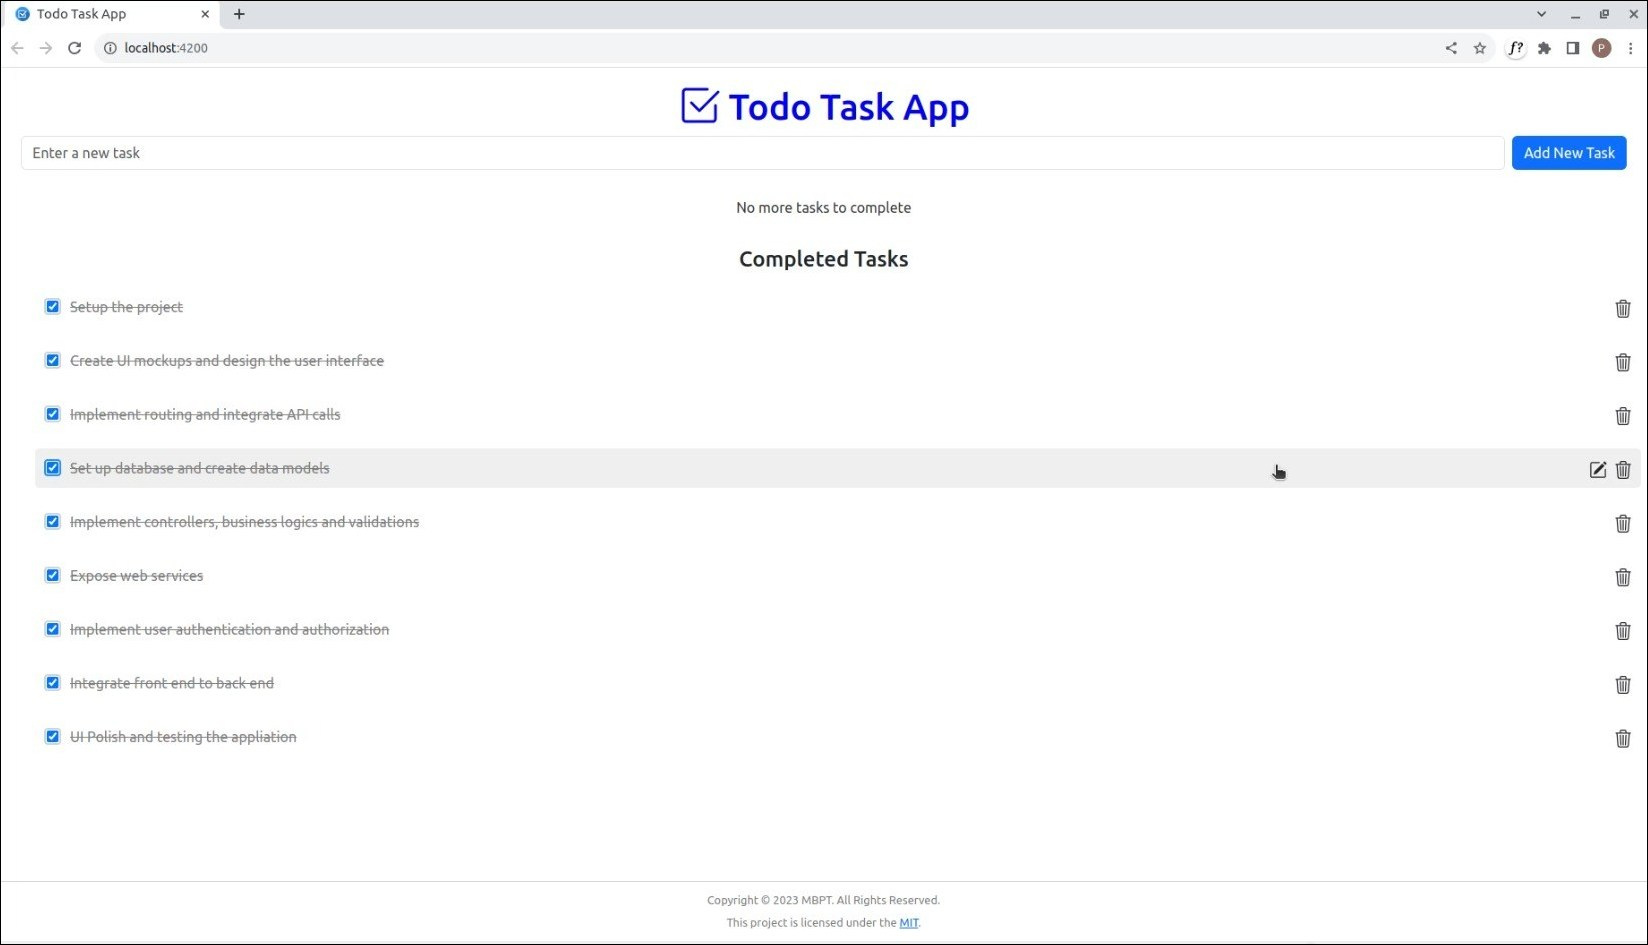 Todo Task App
localhost:4200
f?
P
Todo Task App
Enter a new task
Add New Task
No more tasks to complete
Completed Tasks
Setup the project
Create UI mockups and design the user interface
Implement routing and integrate API calls
Set up database and create data models
Implement controllers, business logics and validations
Expose web services
Implement user authentication and authorization
Integrate front end to back end
UI Polish and testing the appliation
Copyright © 2023 MBPT. All Rights Reserved.
This project is licensed under the MIT.